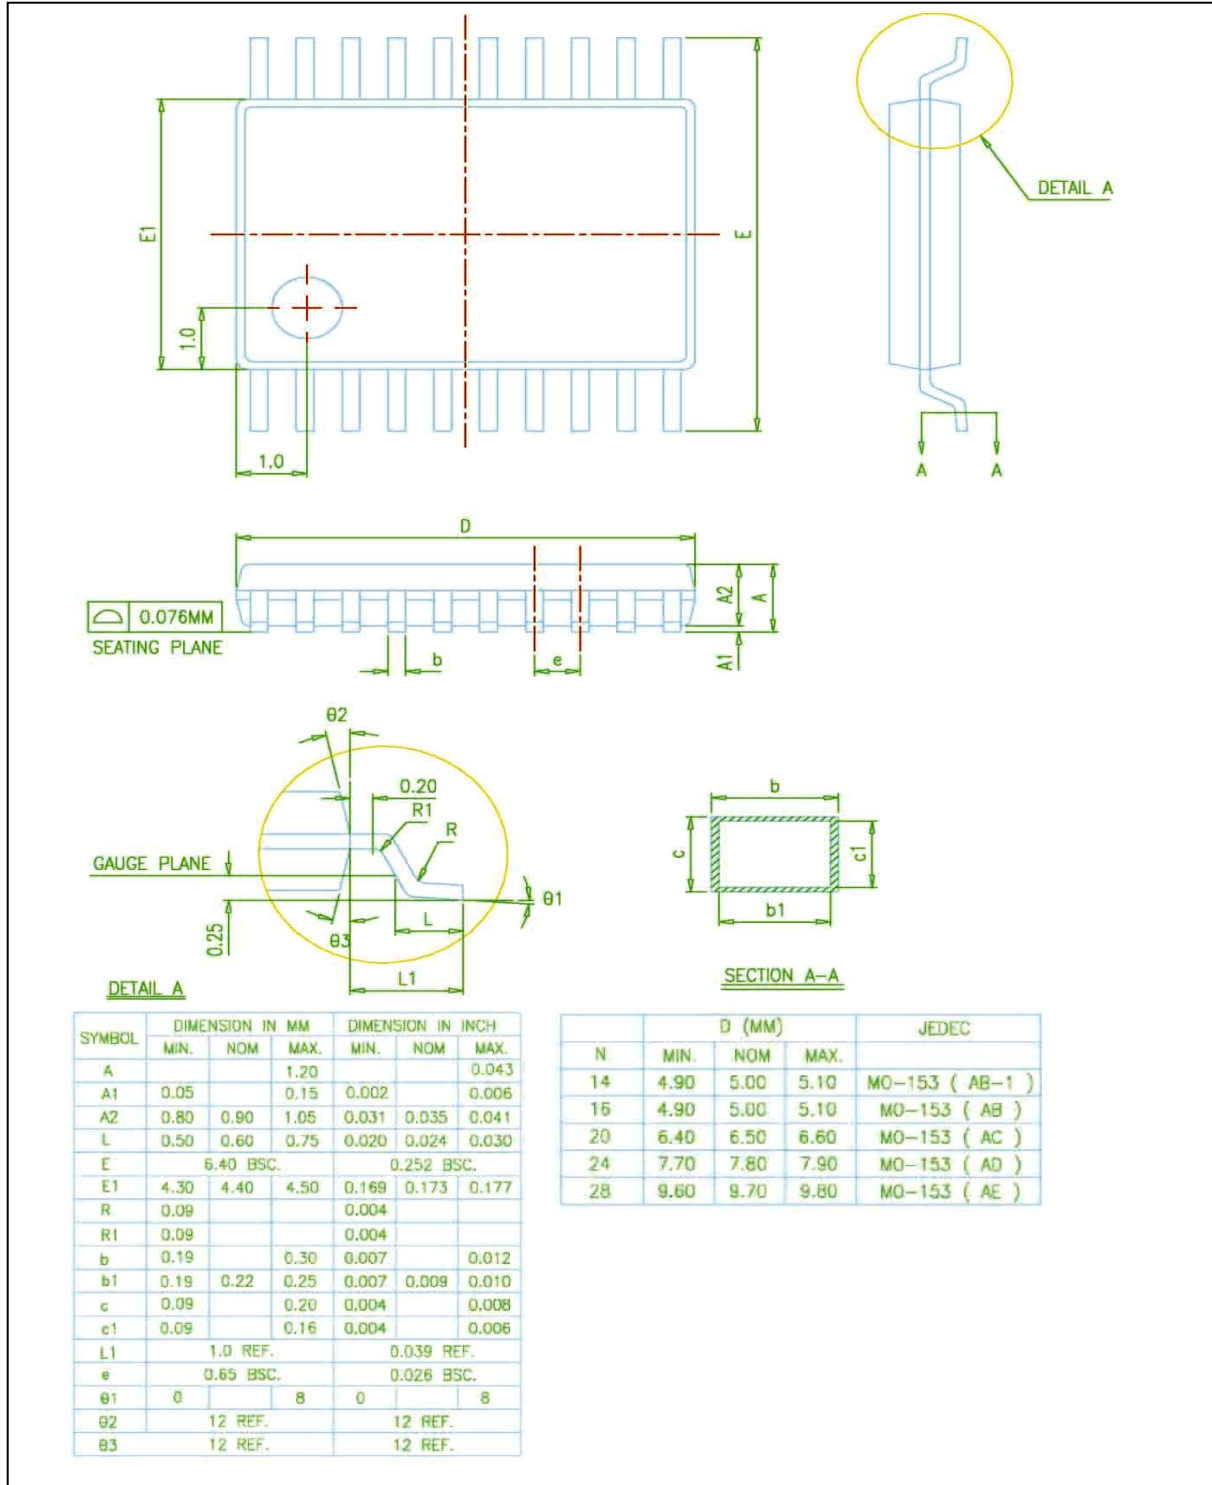 E1
E
1.0
1.0
DETAIL A
A A
D
A2
A
A1
0.076MM
SEATING PLANE
b
e
θ2
0.20
R1
R
GAUGE PLANE
0.25
θ3
L
θ1
L1
DETAIL A
b
c
c1
b1
SECTION A-A
SYMBOL DIMENSION IN MM DIMENSION IN INCH
MIN. NOM MAX. MIN. NOM MAX.
A 1.20 0.043
A1 0.05 0.15 0.002 0.006
A2 0.80 0.90 1.05 0.031 0.035 0.041
L 0.50 0.60 0.75 0.020 0.024 0.030
E 6.40 BSC. 0.252 BSC.
E1 4.30 4.40 4.50 0.169 0.173 0.177
R 0.09 0.004
R1 0.09 0.004
b 0.19 0.30 0.007 0.012
b1 0.19 0.22 0.25 0.007 0.009 0.010
c 0.09 0.20 0.004 0.008
c1 0.09 0.16 0.004 0.006
L1 1.0 REF. 0.039 REF.
e 0.65 BSC. 0.026 BSC.
θ1 0 8 0 8
θ2 12 REF. 12 REF.
θ3 12 REF. 12 REF.
D (MM) JEDEC
N MIN. NOM MAX.
14 4.90 5.00 5.10 MO-153 ( AB-1 )
16 4.90 5.00 5.10 MO-153 ( AB )
20 6.40 6.50 6.60 MO-153 ( AC )
24 7.70 7.80 7.90 MO-153 ( AD )
28 9.60 9.70 9.80 MO-153 ( AE )